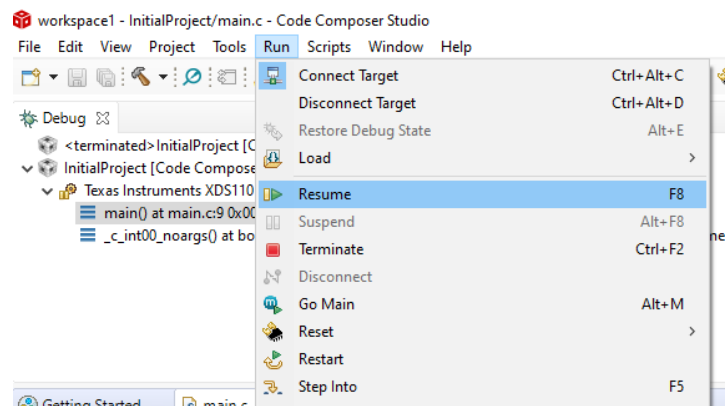 workspace1 - InitialProject/main.c - Code Composer Studio
File Edit View Project Tools Run Scripts Window Help
Connect Target Ctrl+Alt+C
Disconnect Target Ctrl+Alt+D
Debug
Restore Debug State Alt+E
<terminated>InitialProject [C
Load
InitialProject [Code Compose
Texas Instruments XDS110
Resume F8
main() at main.c:9 0x00
Suspend Alt+F8
_c_int00_noargs() at bo
Terminate Ctrl+F2
Disconnect
Go Main Alt+M
Reset
Restart
Step Into F5
Getting Started main.c